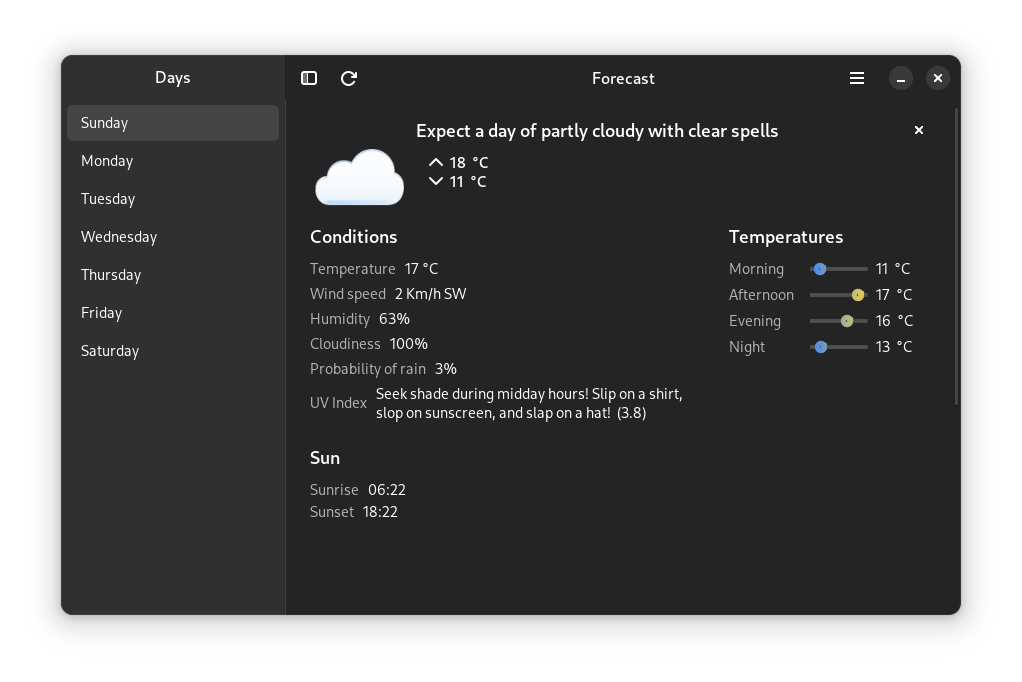 Days
Forecast
Sunday
Monday
Tuesday
Wednesday
Thursday
Friday
Saturday
Expect a day of partly cloudy with clear spells
18 °C
11 °C
Conditions
Temperature 17 °C
Wind speed 2 Km/h SW
Humidity 63%
Cloudiness 100%
Probability of rain 3%
UV Index Seek shade during midday hours! Slip on a shirt,
slop on sunscreen, and slap on a hat! (3.8)
Temperatures
Morning 11 °C
Afternoon 17 °C
Evening 16 °C
Night 13 °C
Sun
Sunrise 06:22
Sunset 18:22